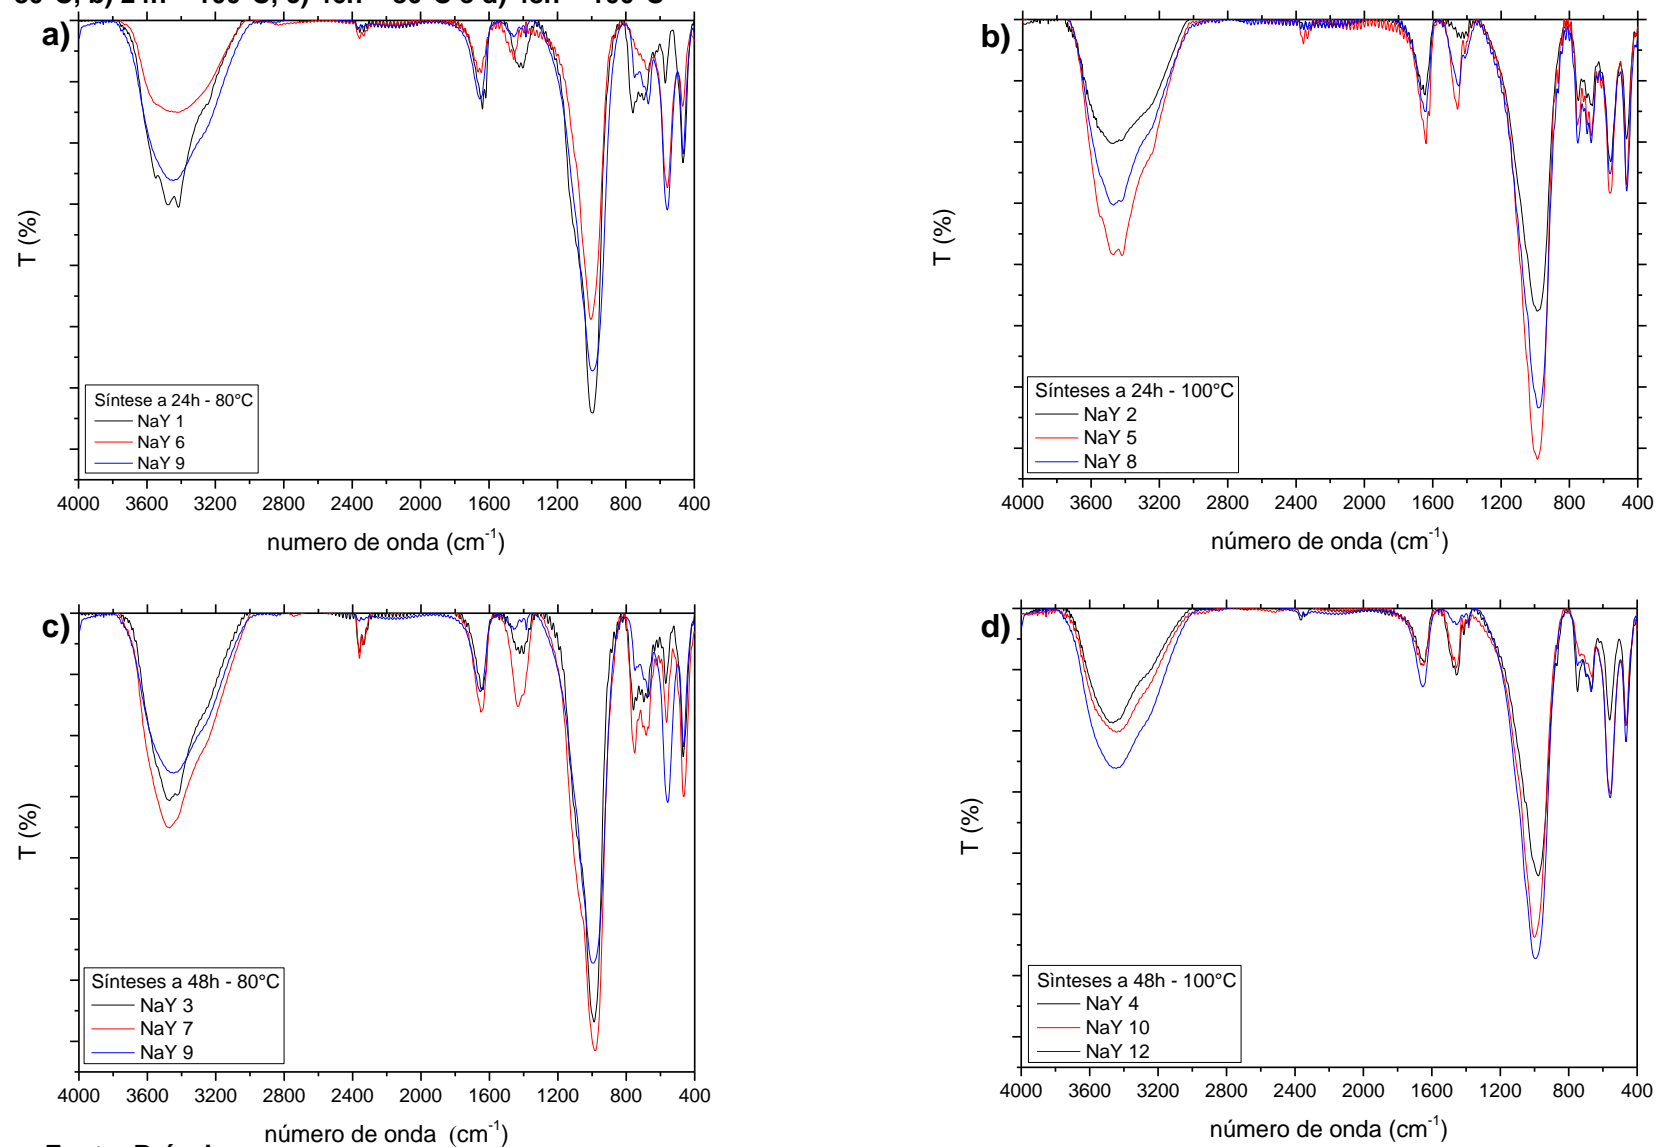 a)
T (%)
Síntese a 24h - 80°C
NaY 1
NaY 6
NaY 9
4000 3600 3200 2800 2400 2000 1600 1200 800 400
numero de onda (cm-1)
b)
T (%)
Sínteses a 24h - 100°C
NaY 2
NaY 5
NaY 8
4000 3600 3200 2800 2400 2000 1600 1200 800 400
número de onda (cm-1)
c)
T (%)
Sínteses a 48h - 80°C
NaY 3
NaY 7
NaY 9
4000 3600 3200 2800 2400 2000 1600 1200 800 400
número de onda (cm-1)
d)
T (%)
Sìnteses a 48h - 100°C
NaY 4
NaY 10
NaY 12
4000 3600 3200 2800 2400 2000 1600 1200 800 400
número de onda (cm-1)